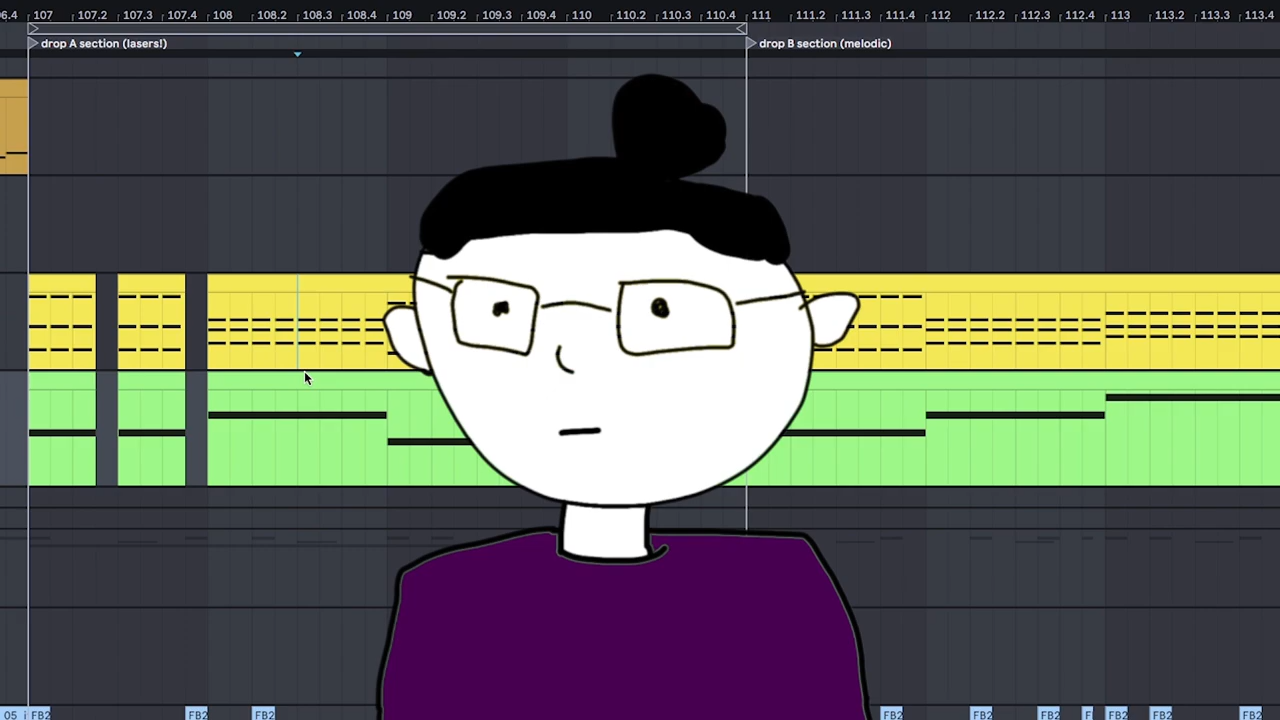 6.4 107 107.2 107.3 107.4 108 108.2 108.3 108.4 109 109.2 109.3 109.4 110 110.2 110.3 110.4 111 111.2 111.3 111.4 112 112.2 112.3 112.4 113 113.2 113.3 113.4
drop A section (lasers!) drop B section (melodic)
05 i FB2 FB2 FB2 FB2 FB2 FB2 F FB2 FB2 FB2